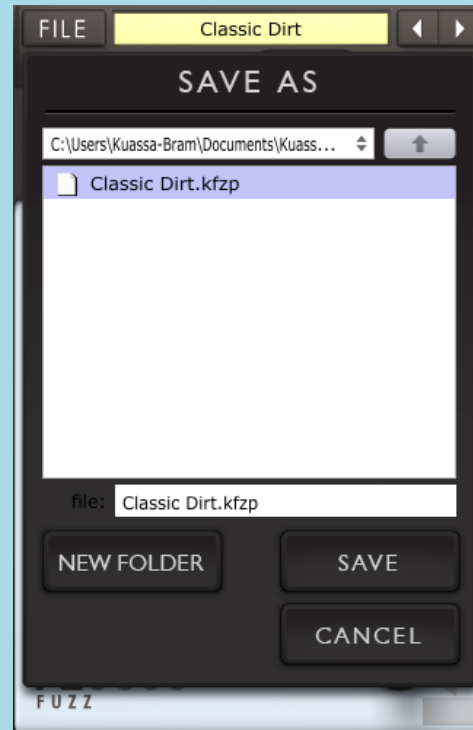 FILE Classic Dirt
SAVE AS
C:\Users\Kuassa-Bram\Documents\Kuass...
Classic Dirt.kfzp
file: Classic Dirt.kfzp
NEW FOLDER SAVE
CANCEL
FUZZ